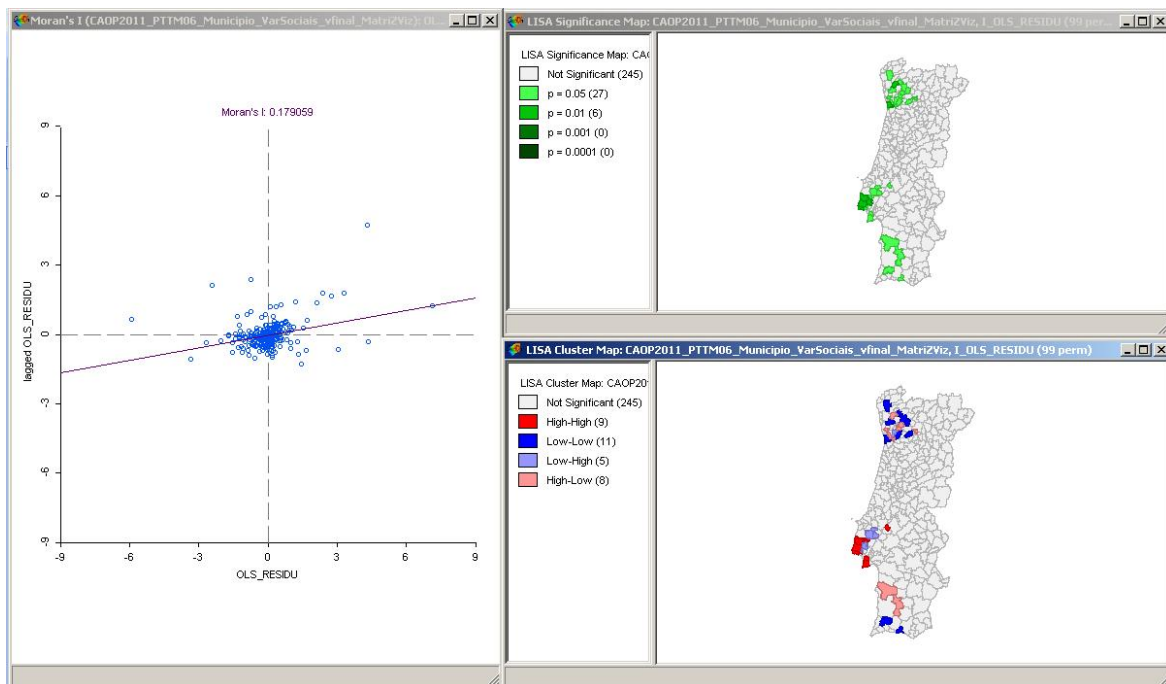 Moran's I (CAOP2011_PTTM06_Municipio_VarSociais_vfinal_MatrizViz): OL...
Moran's I: 0.179059
9
6
3
0
-3
-6
-9
lagged OLS_RESIDU
-9
-6
-3
0
3
6
9
OLS_RESIDU
LISA Significance Map: CAOP2011_PTTM06_Municipio_VarSociais_vfinal_MatrizViz, I_OLS_RESIDU (99 per...
LISA Significance Map: CAO
Not Significant (245)
p = 0.05 (27)
p = 0.01 (6)
p = 0.001 (0)
p = 0.0001 (0)
LISA Cluster Map: CAOP2011_PTTM06_Municipio_VarSociais_vfinal_MatrizViz, I_OLS_RESIDU (99 perm)
LISA Cluster Map: CAOP20
Not Significant (245)
High-High (9)
Low-Low (11)
Low-High (5)
High-Low (8)